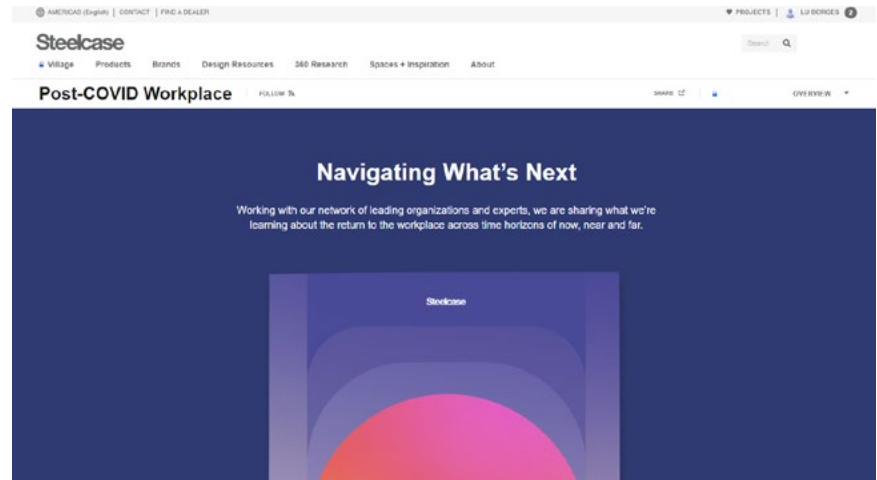 AMERICAS (English) | CONTACT | FIND A DEALER
PROJECTS | LU BORGES 2
Steelcase
Search
Village Products Brands Design Resources 360 Research Spaces + Inspiration About
Post-COVID Workplace FOLLOW SHARE OVERVIEW
Navigating What's Next
Working with our network of leading organizations and experts, we are sharing what we're
learning about the return to the workplace across time horizons of now, near and far.
Steelcase